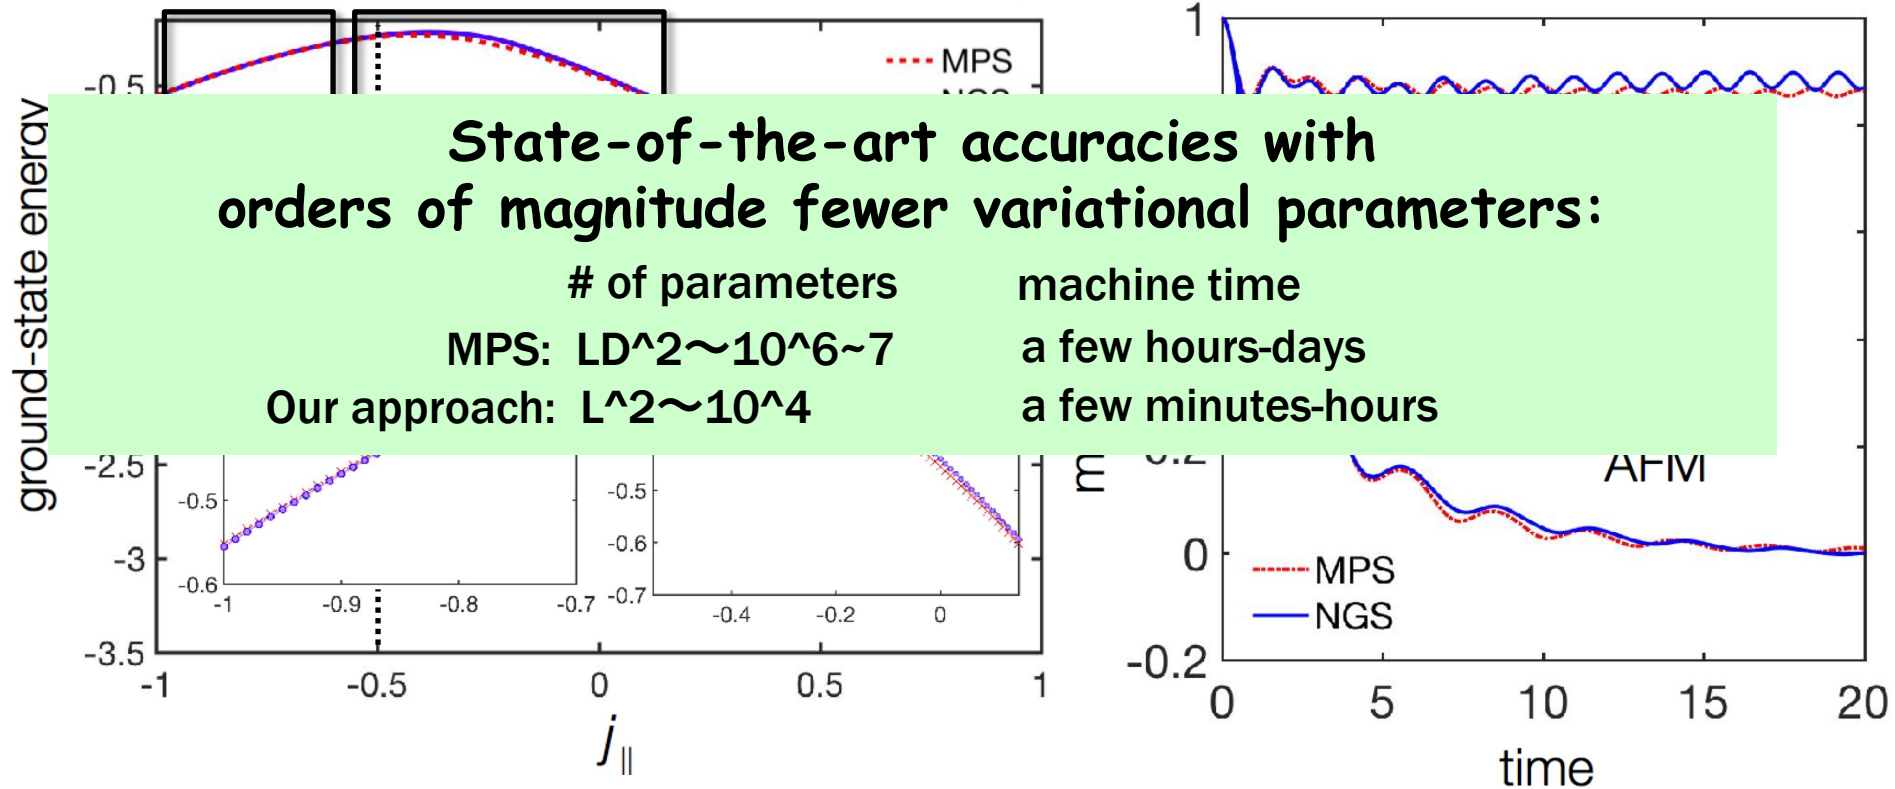 1
-0.5
MPS
NGS
ground-state energy
State-of-the-art accuracies with
orders of magnitude fewer variational parameters:
# of parameters machine time
MPS: LD^2～10^6~7 a few hours-days
Our approach: L^2～10^4 a few minutes-hours
-2.5
-3
-3.5
-0.5
-0.6
-1 -0.9 -0.8 -0.7
-0.5
-0.6
-0.7
-0.4 -0.2 0
-1 -0.5 0 0.5 1
j||
0.2
AFM
0
MPS
NGS
-0.2
0 5 10 15 20
time